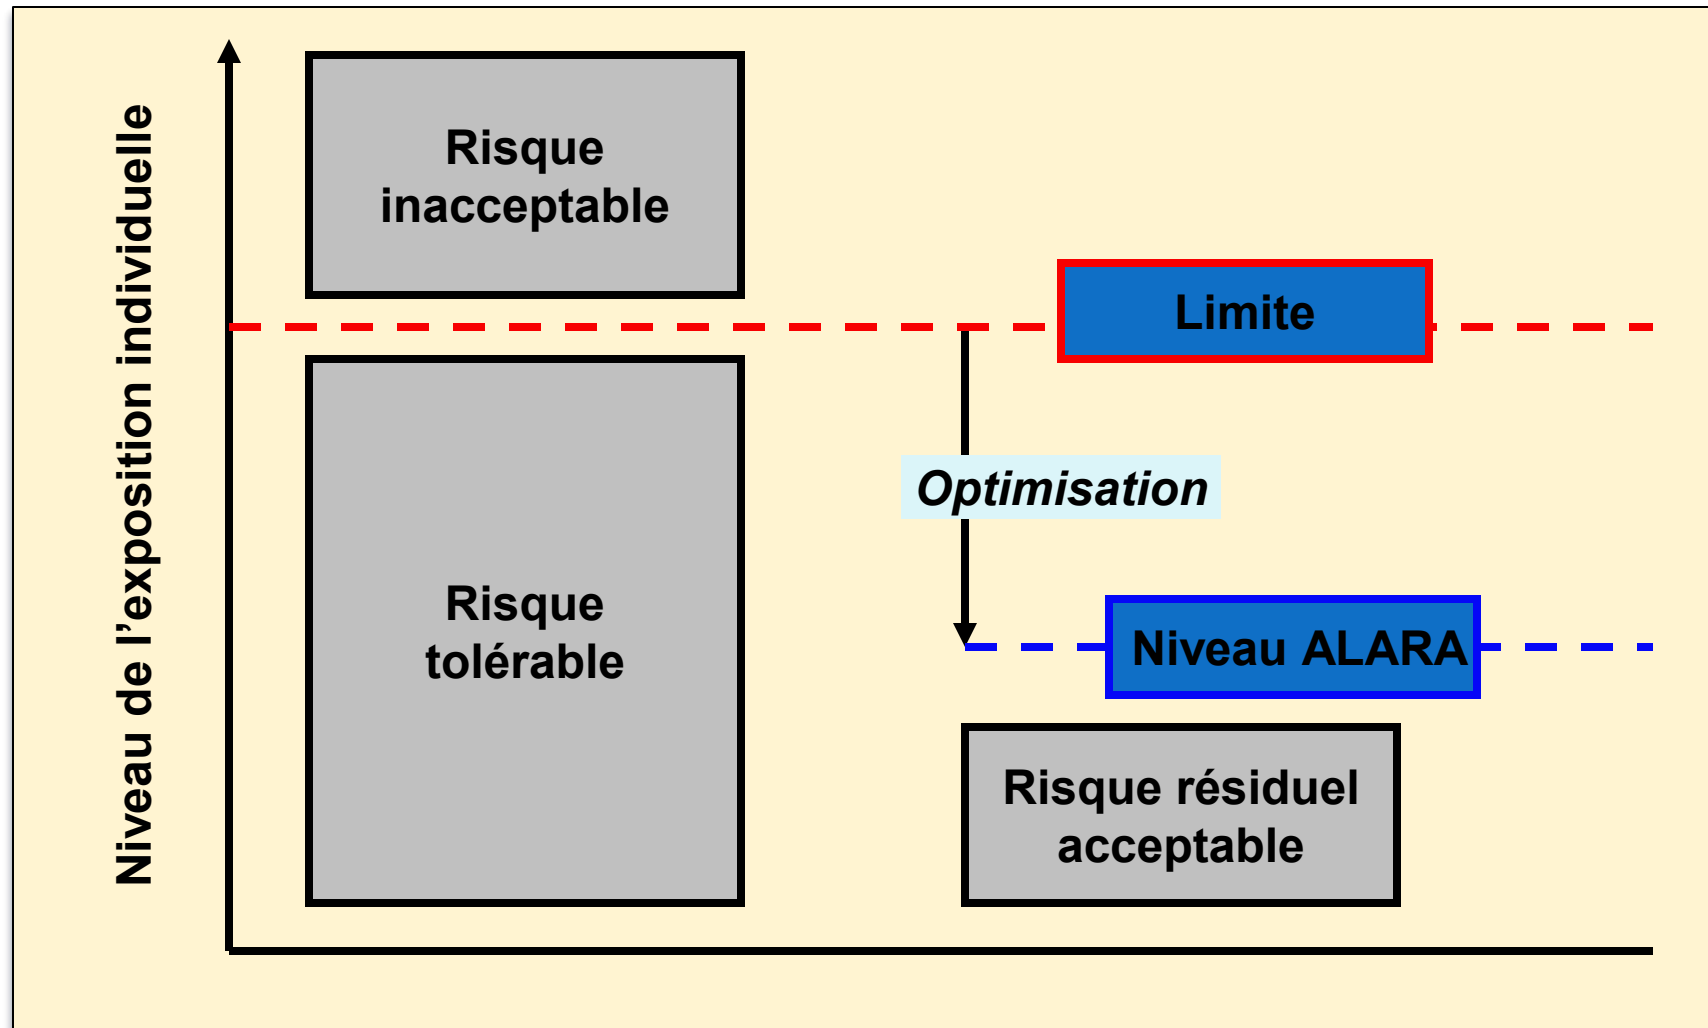 Niveau de l'exposition individuelle
Risque
inacceptable
Limite
Optimisation
Risque
tolérable
Niveau ALARA
Risque résiduel
acceptable